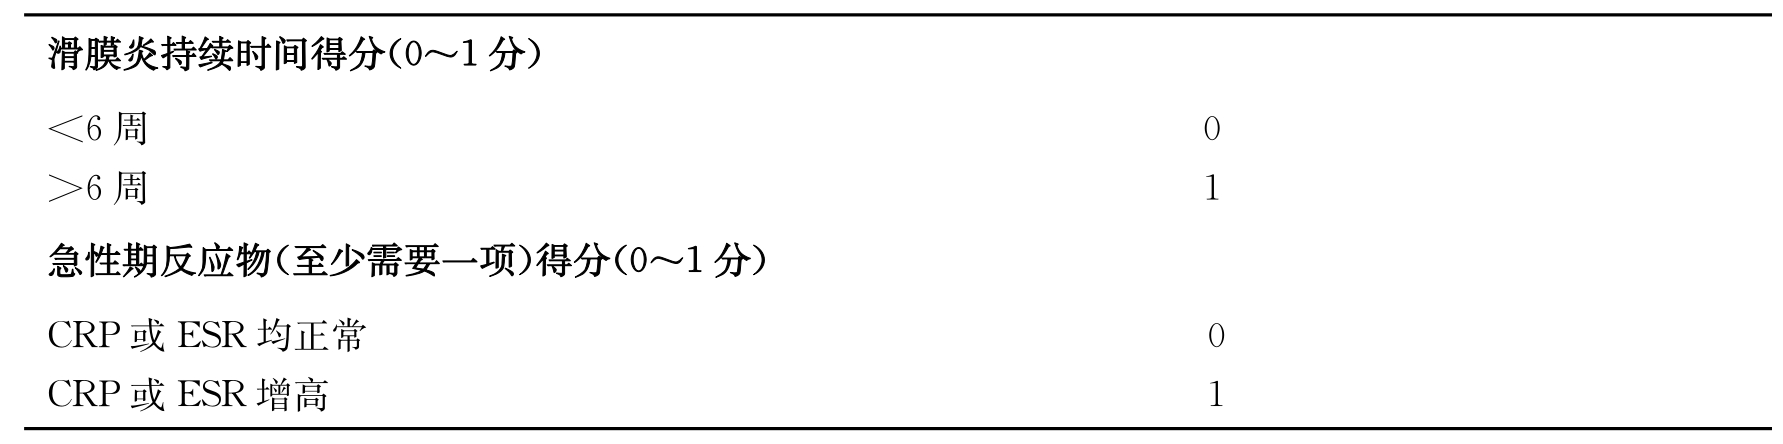 滑膜炎持续时间得分(0～1 分)
＜6 周 0
＞6 周 1
急性期反应物(至少需要一项)得分(0～1 分)
CRP 或 ESR 均正常 0
CRP 或 ESR 增高 1